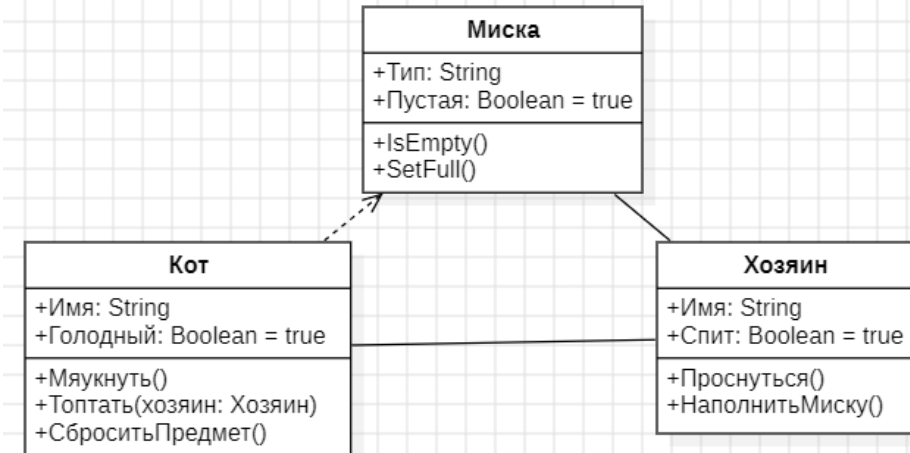 Миска
+Тип: String
+Пустая: Boolean = true
+IsEmpty()
+SetFull()
Кот
+Имя: String
+Голодный: Boolean = true
+Мяукнуть()
+Топтать(хозяин: Хозяин)
+СброситьПредмет()
Хозяин
+Имя: String
+Спит: Boolean = true
+Проснуться()
+НаполнитьМиску()